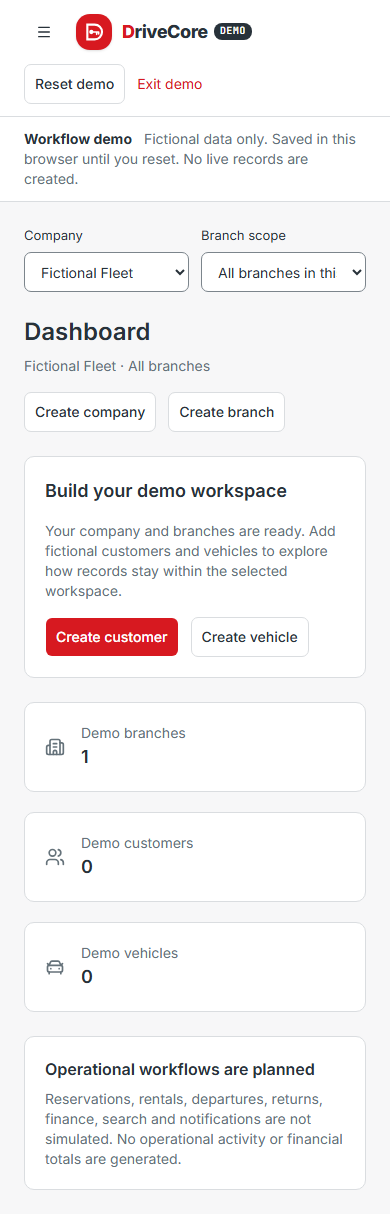 DriveCore DEMO
Reset demo Exit demo
Workflow demo Fictional data only. Saved in this
browser until you reset. No live records are
created.
Company Branch scope
Fictional Fleet All branches in thi
Dashboard
Fictional Fleet · All branches
Create company Create branch
Build your demo workspace
Your company and branches are ready. Add
fictional customers and vehicles to explore
how records stay within the selected
workspace.
Create customer Create vehicle
Demo branches
1
Demo customers
0
Demo vehicles
0
Operational workflows are planned
Reservations, rentals, departures, returns,
finance, search and notifications are not
simulated. No operational activity or financial
totals are generated.